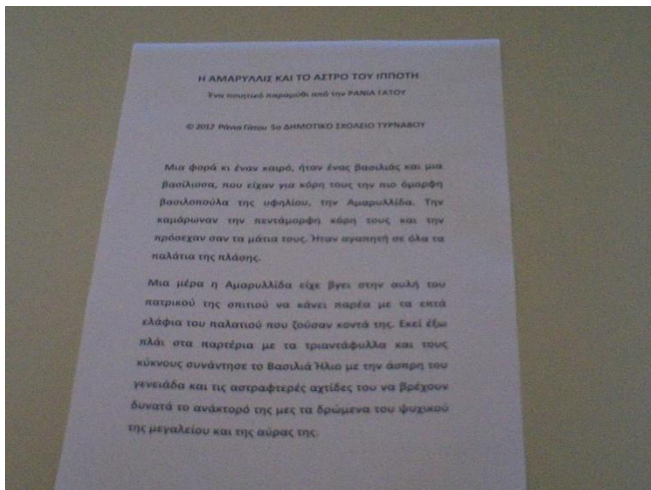 Η ΑΜΑΡΥΛΛΙΣ ΚΑΙ ΤΟ ΑΣΤΡΟ ΤΟΥ ΙΠΠΟΤΗ
Ένα ποιητικό παραμύθι από την ΡΑΝΙΑ ΓΑΤΟΥ
© 2017 Ράνια Γάτου 5ο ΔΗΜΟΤΙΚΟ ΣΧΟΛΕΙΟ ΤΥΡΝΑΒΟΥ
Μια φορά κι έναν καιρό, ήταν ένας βασιλιάς και μια
βασίλισσα, που είχαν για κόρη τους την πιο όμορφη
βασιλοπούλα της υφηλίου, την Αμαρυλλίδα. Την
καμάρωναν την πεντάμορφη κόρη τους και την
πρόσεχαν σαν τα μάτια τους. Ήταν αγαπητή σε όλα τα
παλάτια της πλάσης.
Μια μέρα η Αμαρυλλίδα είχε βγει στην αυλή του
πατρικού της σπιτιού να κάνει παρέα με τα επτά
ελάφια του παλατιού που ζούσαν κοντά της. Εκεί έξω
πλάι στα παρτέρια με τα τριαντάφυλλα και τους
κύκνους συνάντησε το Βασιλιά Ήλιο με την άσπρη του
γενειάδα και τις αστραφτερές αχτίδες του να βρέχουν
δυνατά το ανάκτορό της μες τα δρώμενα του ψυχικού
της μεγαλείου και της αύρας της.